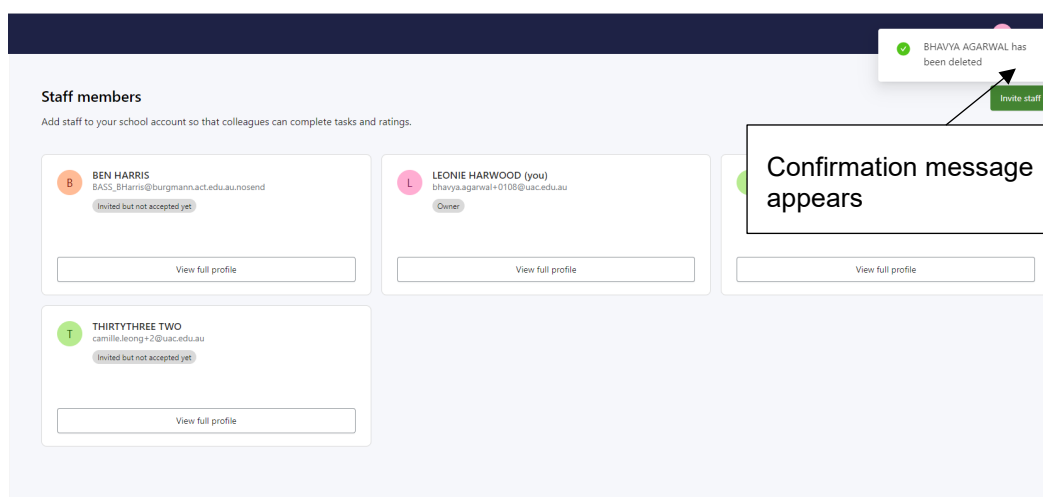 BHAVYA AGARWAL has
been deleted
Staff members
Invite staff
Add staff to your school account so that colleagues can complete tasks and ratings.
Confirmation message
appears
B
BEN HARRIS
BASS_BHarris@burgmann.act.edu.au.nosend
Invited but not accepted yet
View full profile
L
LEONIE HARWOOD (you)
bhavya.agarwal+0108@uac.edu.au
Owner
View full profile
View full profile
T
THIRTYTHREE TWO
camille.leong+2@uac.edu.au
Invited but not accepted yet
View full profile